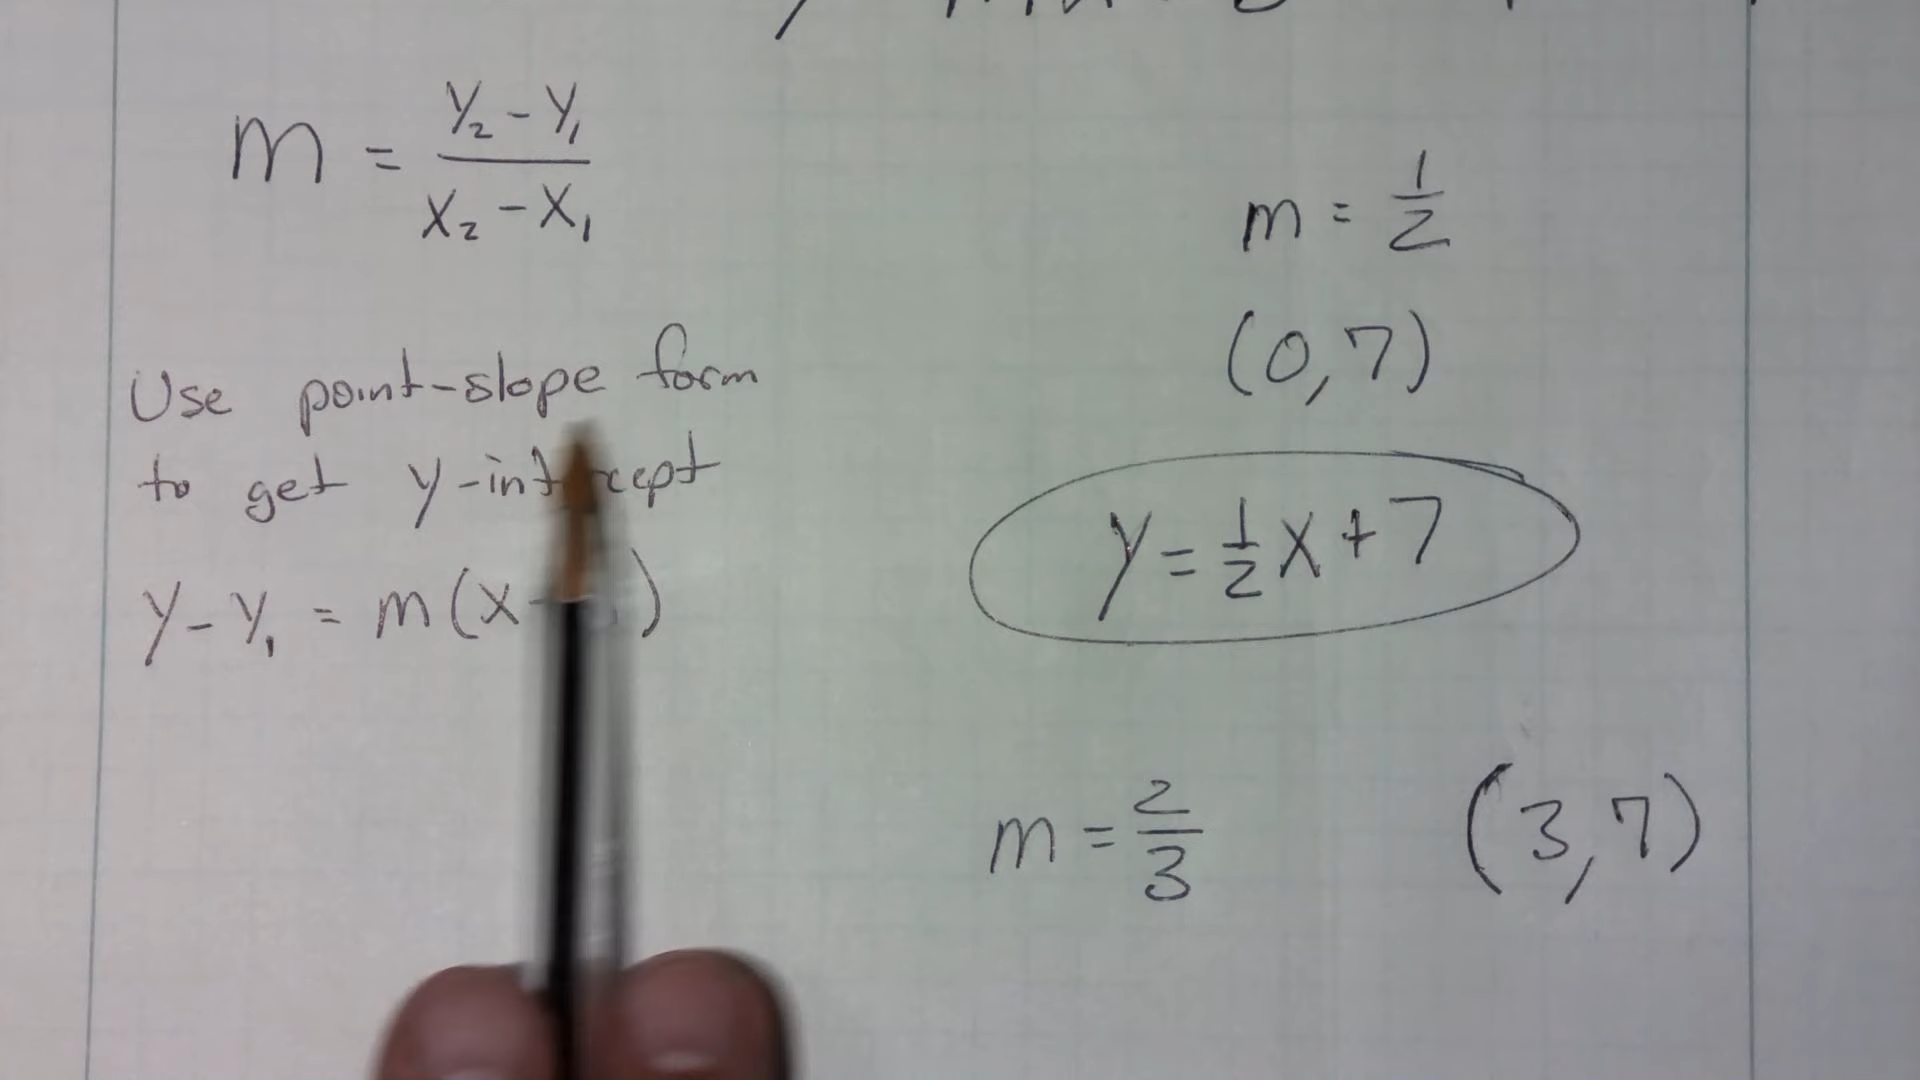 m = (y₂ - y₁)/(x₂ - x₁)
Use point-slope form
to get y-intercept
y - y₁ = m(x -
m = 1/2
(0,7)
y = 1/2 x + 7
m = 2/3 (3,7)